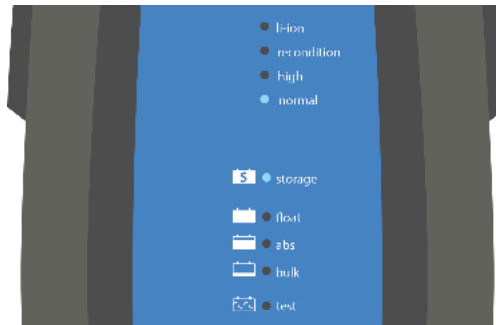 li-ion
recondition
high
normal
S storage
float
abs
bulk
test